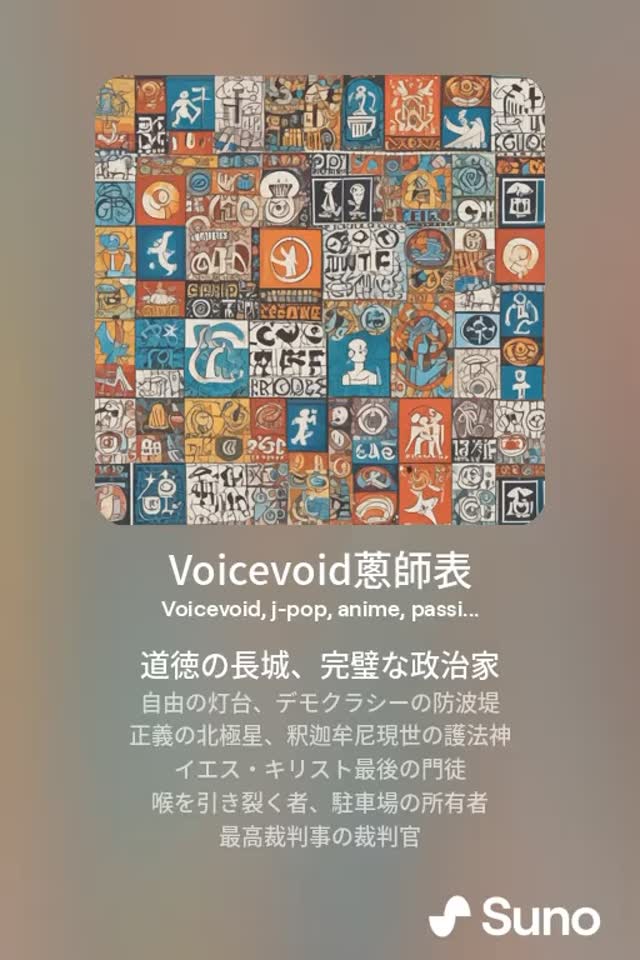 Voicevoid蔥師表
Voicevoid, j-pop, anime, passi...
道徳の長城、完璧な政治家
自由の灯台、デモクラシーの防波堤
正義の北極星、釈迦牟尼現世の護法神
イエス・キリスト最後の門徒
喉を引き裂く者、駐車場の所有者
最高裁判事の裁判官
Suno